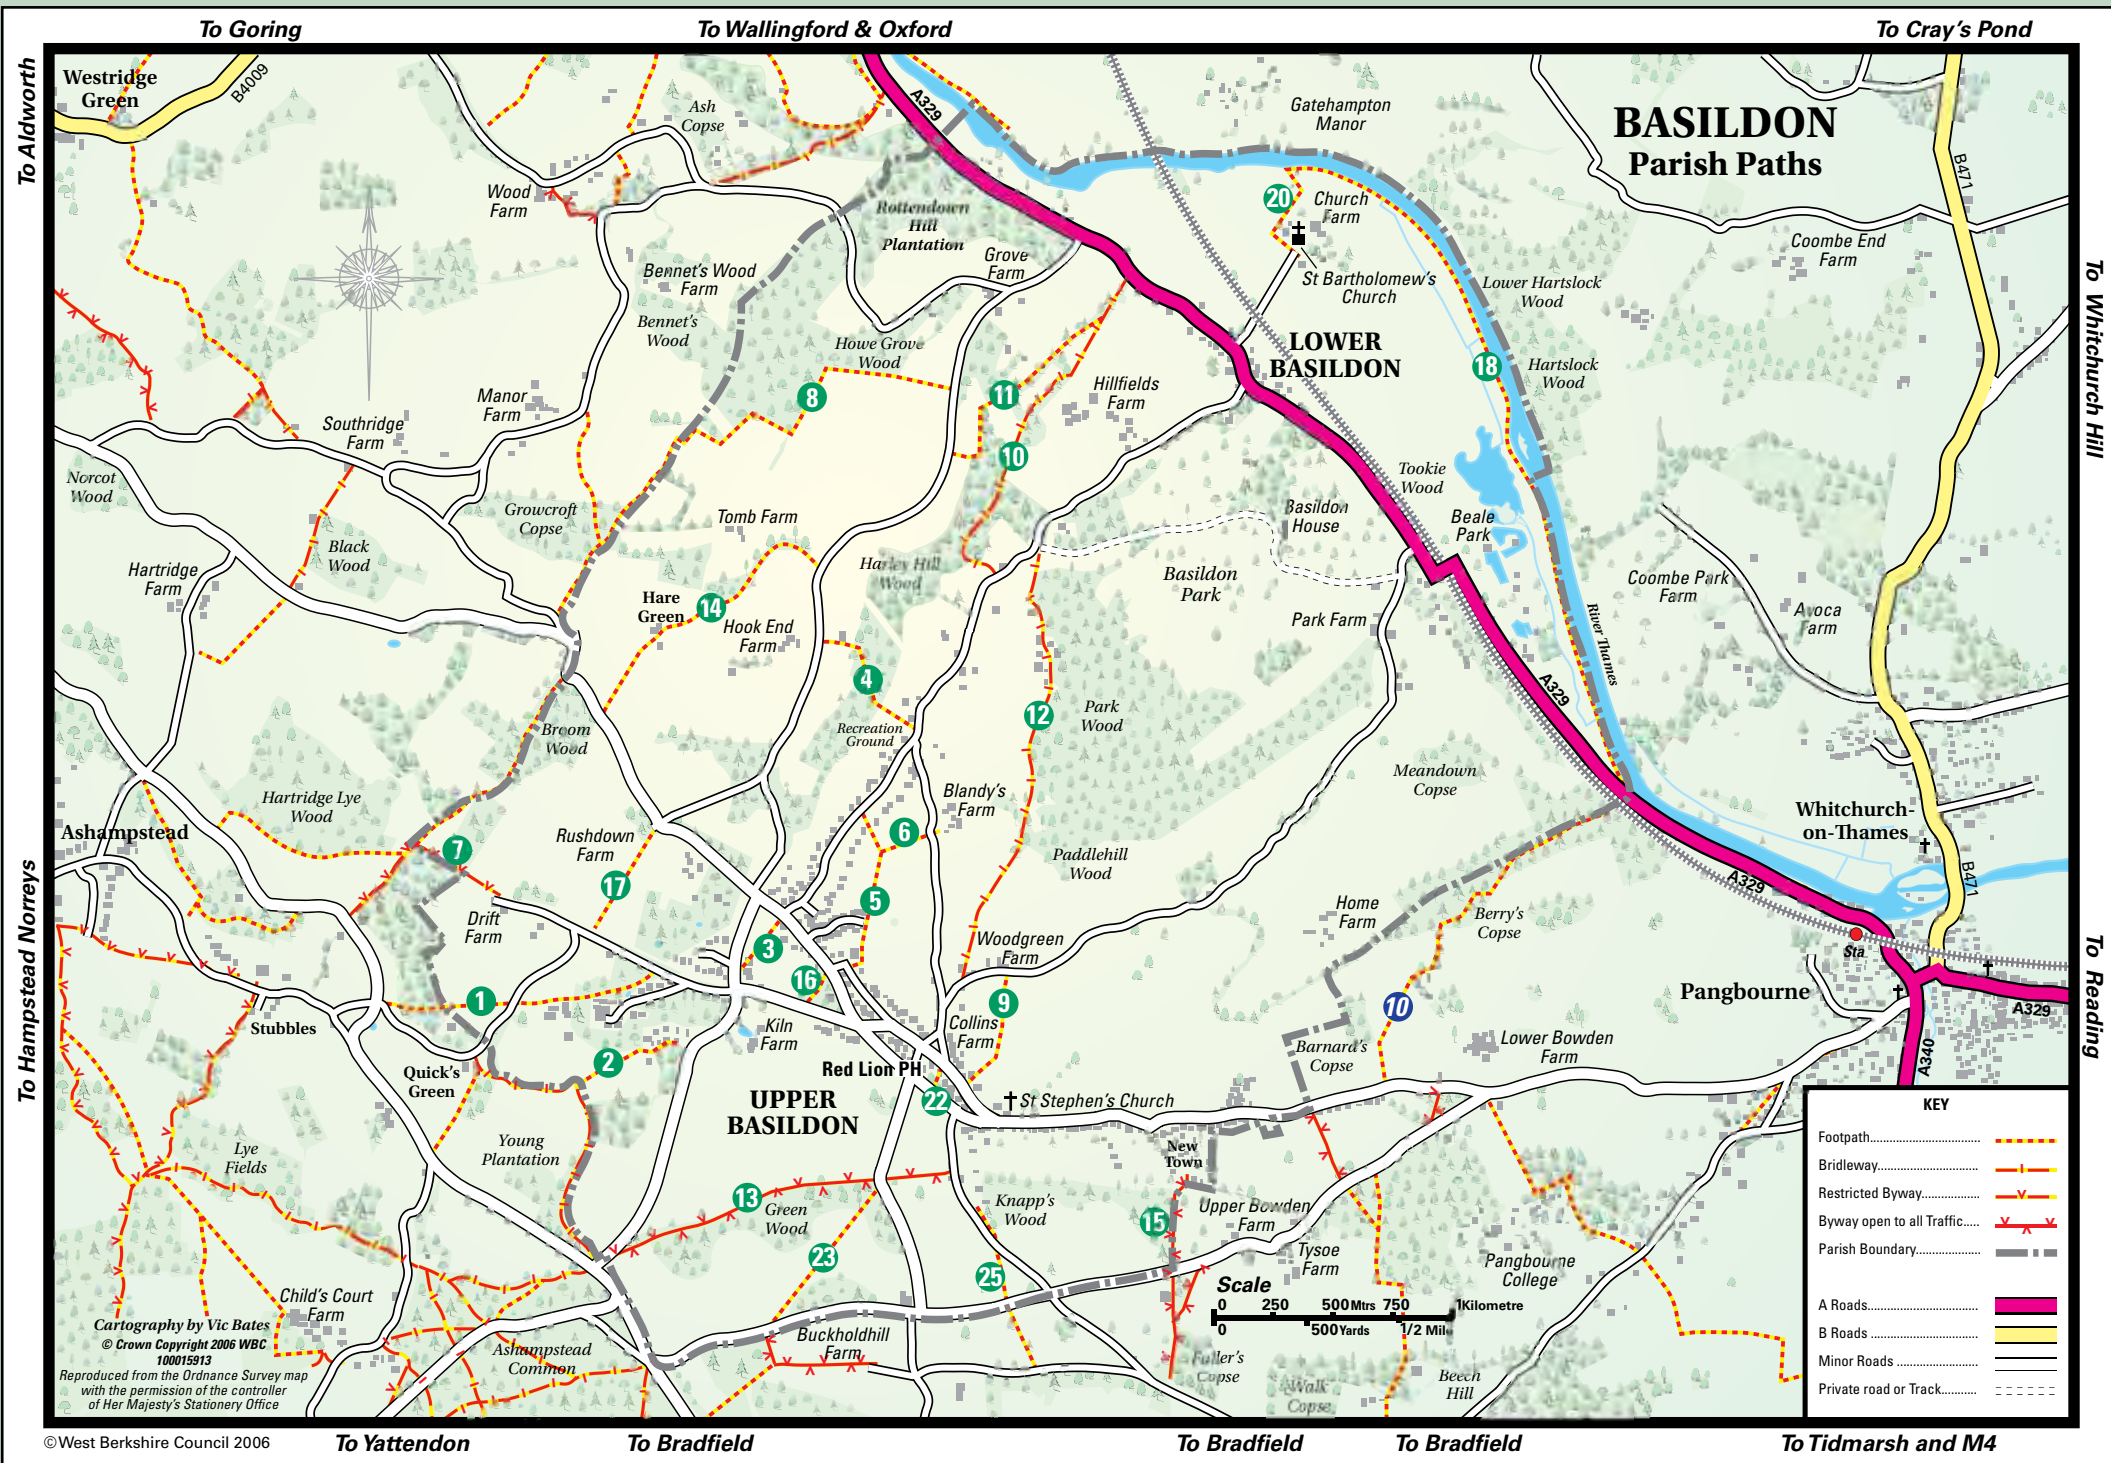 To Goring
To Wallingford & Oxford
To Cray's Pond
To Aldworth
To Hampstead Norreys
To Whitchurch Hill
To Reading
BASILDON
Parish Paths
Westridge
Green
B4009
Ash
Copse
A329
Gatehampton
Manor
B471
Wood
Farm
Rottendown
Hill
Plantation
20
Church
Farm
Coombe End
Farm
Grove
Farm
Bennet's Wood
Farm
St Bartholomew's
Church
Lower Hartslock
Wood
Bennet's
Wood
Howe Grove
Wood
LOWER
BASILDON
18
Hartslock
Wood
Manor
Farm
8
11
Hillfields
Farm
Southridge
Farm
10
Norcot
Wood
Tookie
Wood
Growcroft
Copse
Tomb Farm
Basildon
House
Beale
Park
Black
Wood
Hartridge
Farm
Harley Hill
Wood
Basildon
Park
Coombe Park
Farm
Hare
Green
14
Hook End
Farm
Park Farm
Avoca
Farm
River Thames
4
A329
12
Park
Wood
Broom
Wood
Recreation
Ground
Meandown
Copse
Hartridge Lye
Wood
Blandy's
Farm
Whitchurch-
on-Thames
Ashampstead
Rushdown
Farm
6
7
Paddlehill
Wood
17
5
A329
B471
Drift
Farm
Home
Farm
Berry's
Copse
3
Woodgreen
Farm
Sta
16
1
9
10
Pangbourne
A329
Stubbles
Kiln
Farm
Collins
Farm
Lower Bowden
Farm
Barnard's
Copse
2
Red Lion PH
A340
Quick's
Green
UPPER
BASILDON
22
St Stephen's Church
Young
Plantation
New
Town
Lye
Fields
13
Green
Wood
Knapp's
Wood
15
Upper Bowden
Farm
23
25
Tysoe
Farm
Pangbourne
College
Child's Court
Farm
Scale
0 250 500 Mtrs 750 1Kilometre
0 500 Yards 1/2 Mile
Buckholdhill
Farm
Ashampstead
Common
Fuller's
Copse
Walk
Copse
Beech
Hill
Cartography by Vic Bates
© Crown Copyright 2006 WBC
100015913
Reproduced from the Ordnance Survey map
with the permission of the controller
of Her Majesty's Stationery Office
KEY
Footpath
Bridleway
Restricted Byway
Byway open to all Traffic
Parish Boundary
A Roads
B Roads
Minor Roads
Private road or Track
©West Berkshire Council 2006
To Yattendon
To Bradfield
To Bradfield
To Bradfield
To Tidmarsh and M4